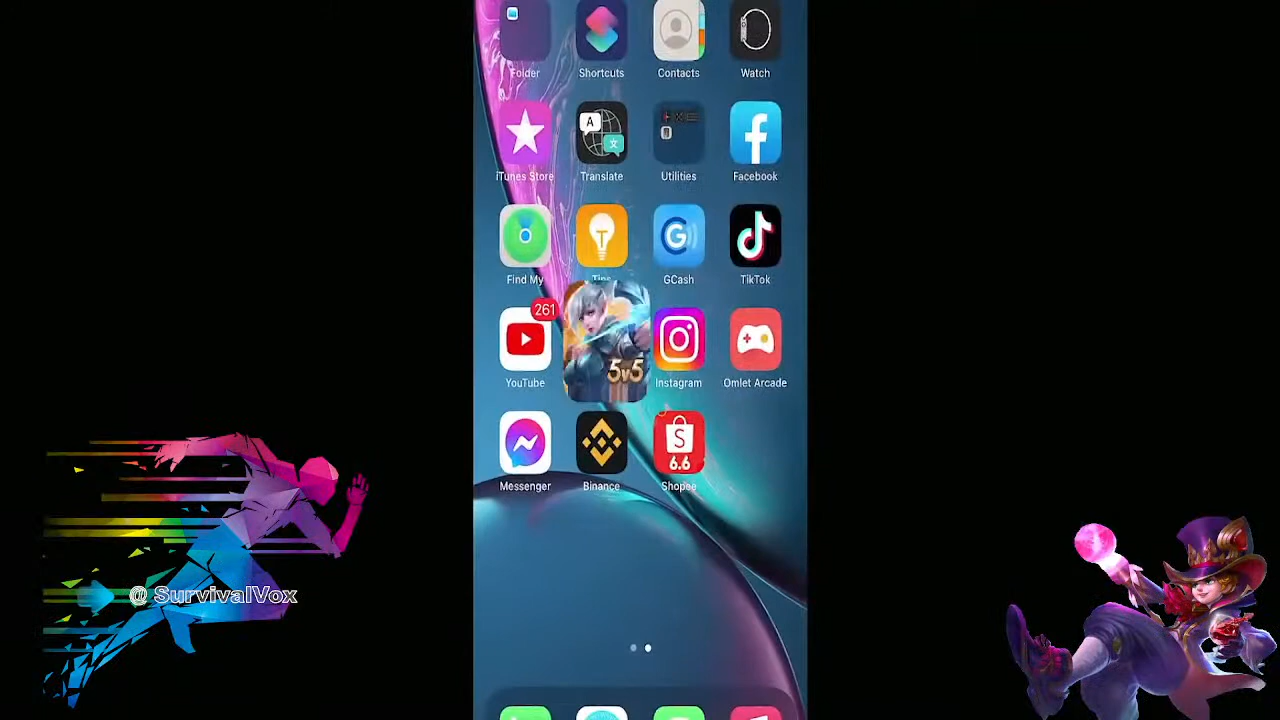 Folder Shortcuts Contacts Watch
iTunes Store Translate Utilities Facebook
Find My Tips GCash TikTok
261
5v5
YouTube Instagram Omlet Arcade
6.6
Messenger Binance Shopee
@ SurvivalVox